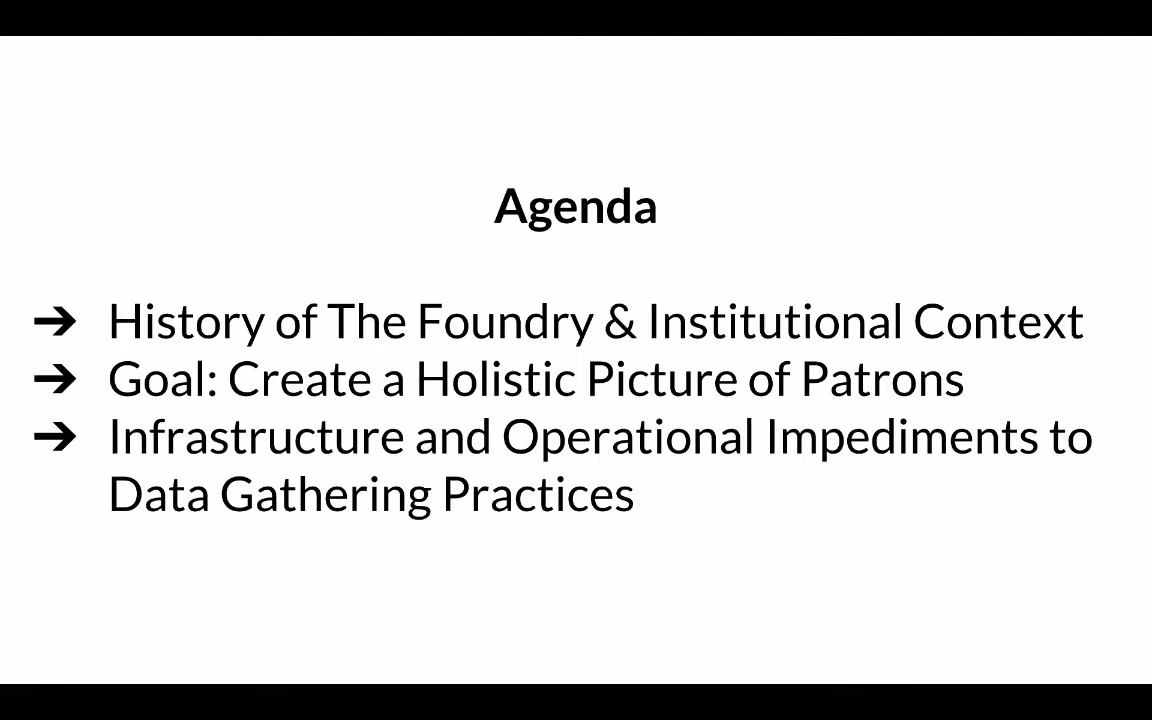 Agenda
➔ History of The Foundry & Institutional Context
➔ Goal: Create a Holistic Picture of Patrons
➔ Infrastructure and Operational Impediments to
Data Gathering Practices